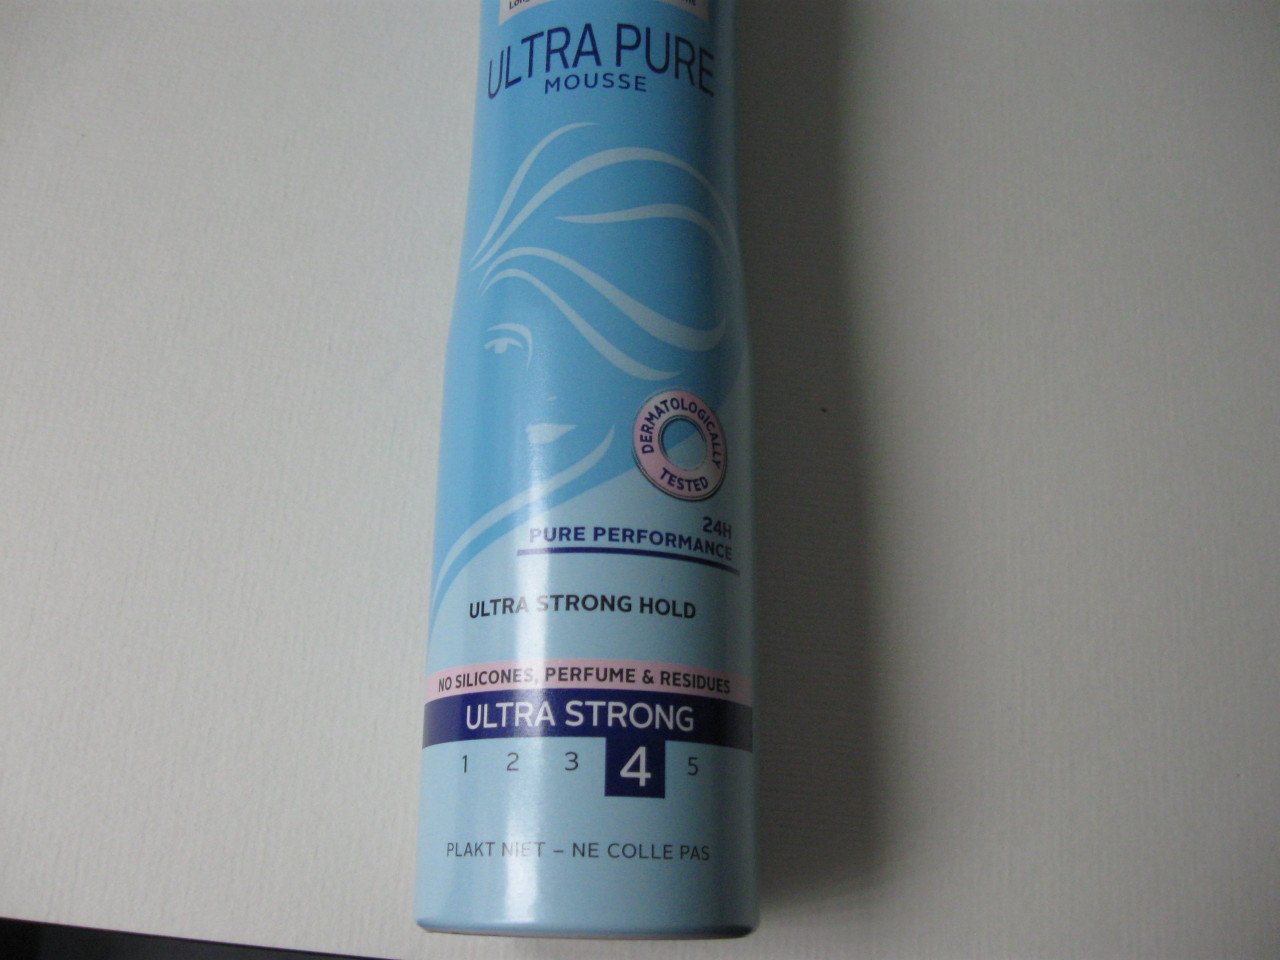 ULTRA PURE
MOUSSE
DERMATOLOGICALLY
TESTED
24H
PURE PERFORMANCE
ULTRA STRONG HOLD
NO SILICONES, PERFUME & RESIDUES
ULTRA STRONG
1 2 3 4 5
PLAKT NIET – NE COLLE PAS